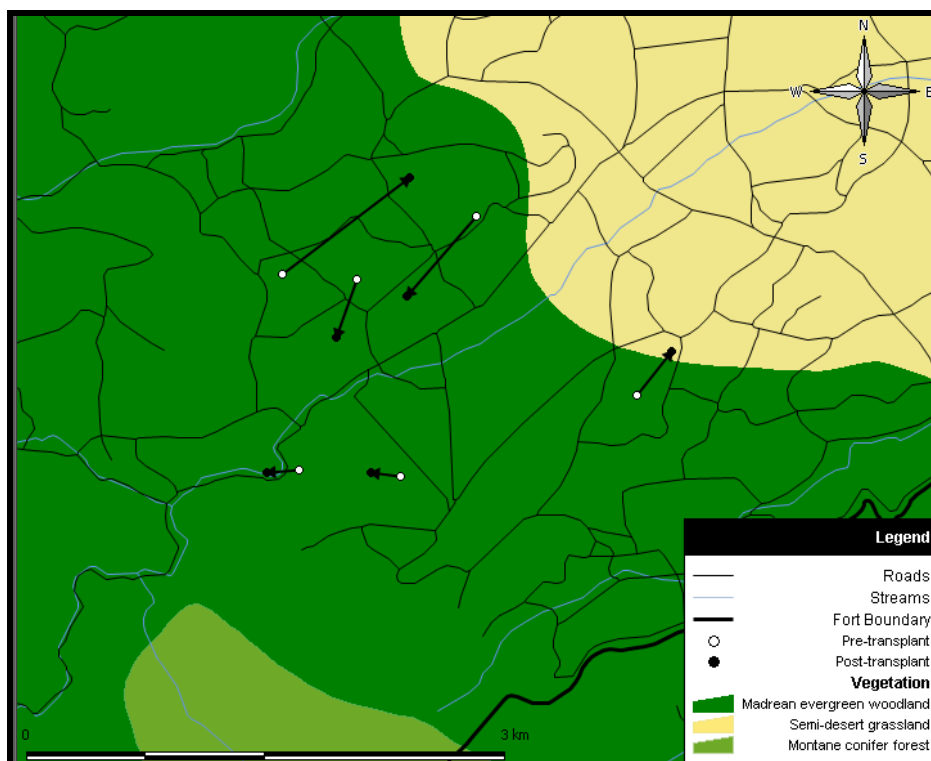 N
W
E
S
Legend
Roads
Streams
Fort Boundary
Pre-transplant
Post-transplant
Vegetation
Madrean evergreen woodland
Semi-desert grassland
Montane conifer forest
0
3 km